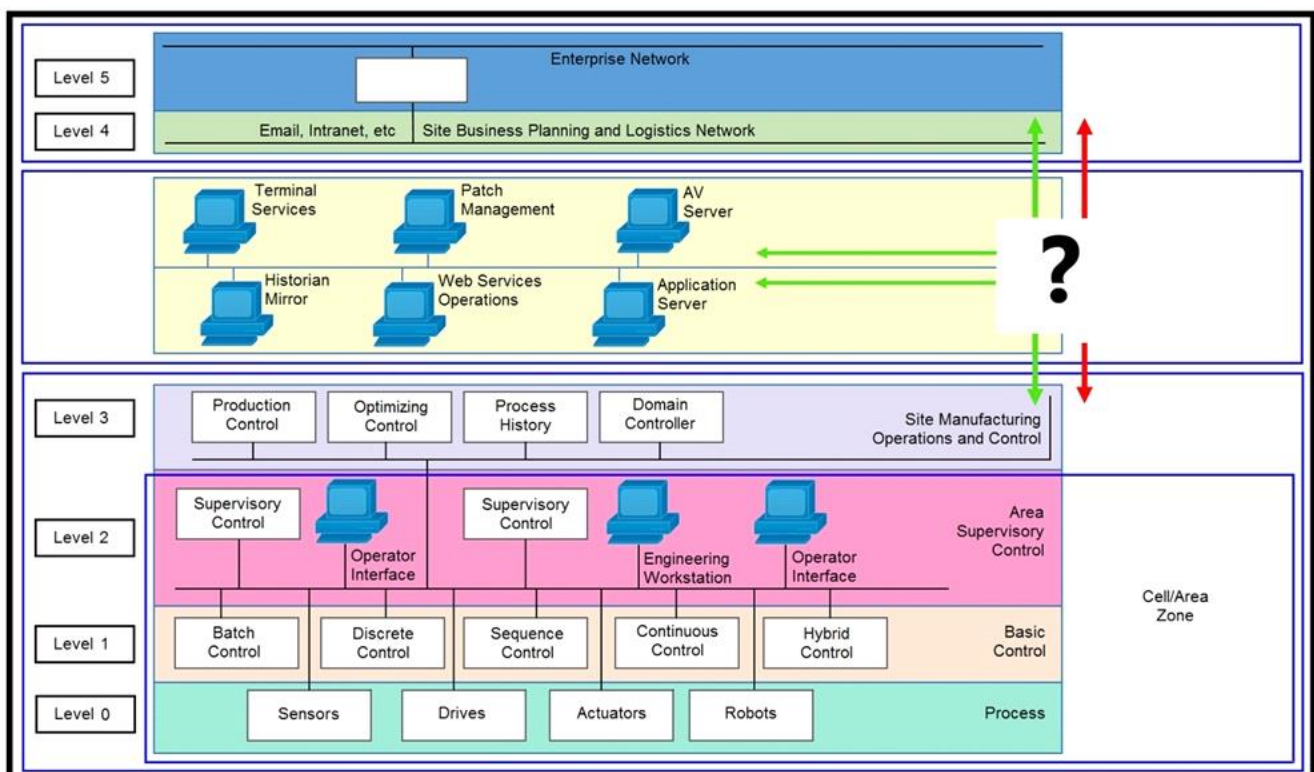 Level 5
Enterprise Network
Level 4
Email, Intranet, etc
Site Business Planning and Logistics Network
Terminal
Services
Patch
Management
AV
Server
Historian
Mirror
Web Services
Operations
Application
Server
?
Level 3
Production
Control
Optimizing
Control
Process
History
Domain
Controller
Site Manufacturing
Operations and Control
Level 2
Supervisory
Control
Operator
Interface
Supervisory
Control
Engineering
Workstation
Operator
Interface
Area
Supervisory
Control
Cell/Area
Zone
Level 1
Batch
Control
Discrete
Control
Sequence
Control
Continuous
Control
Hybrid
Control
Basic
Control
Level 0
Sensors
Drives
Actuators
Robots
Process